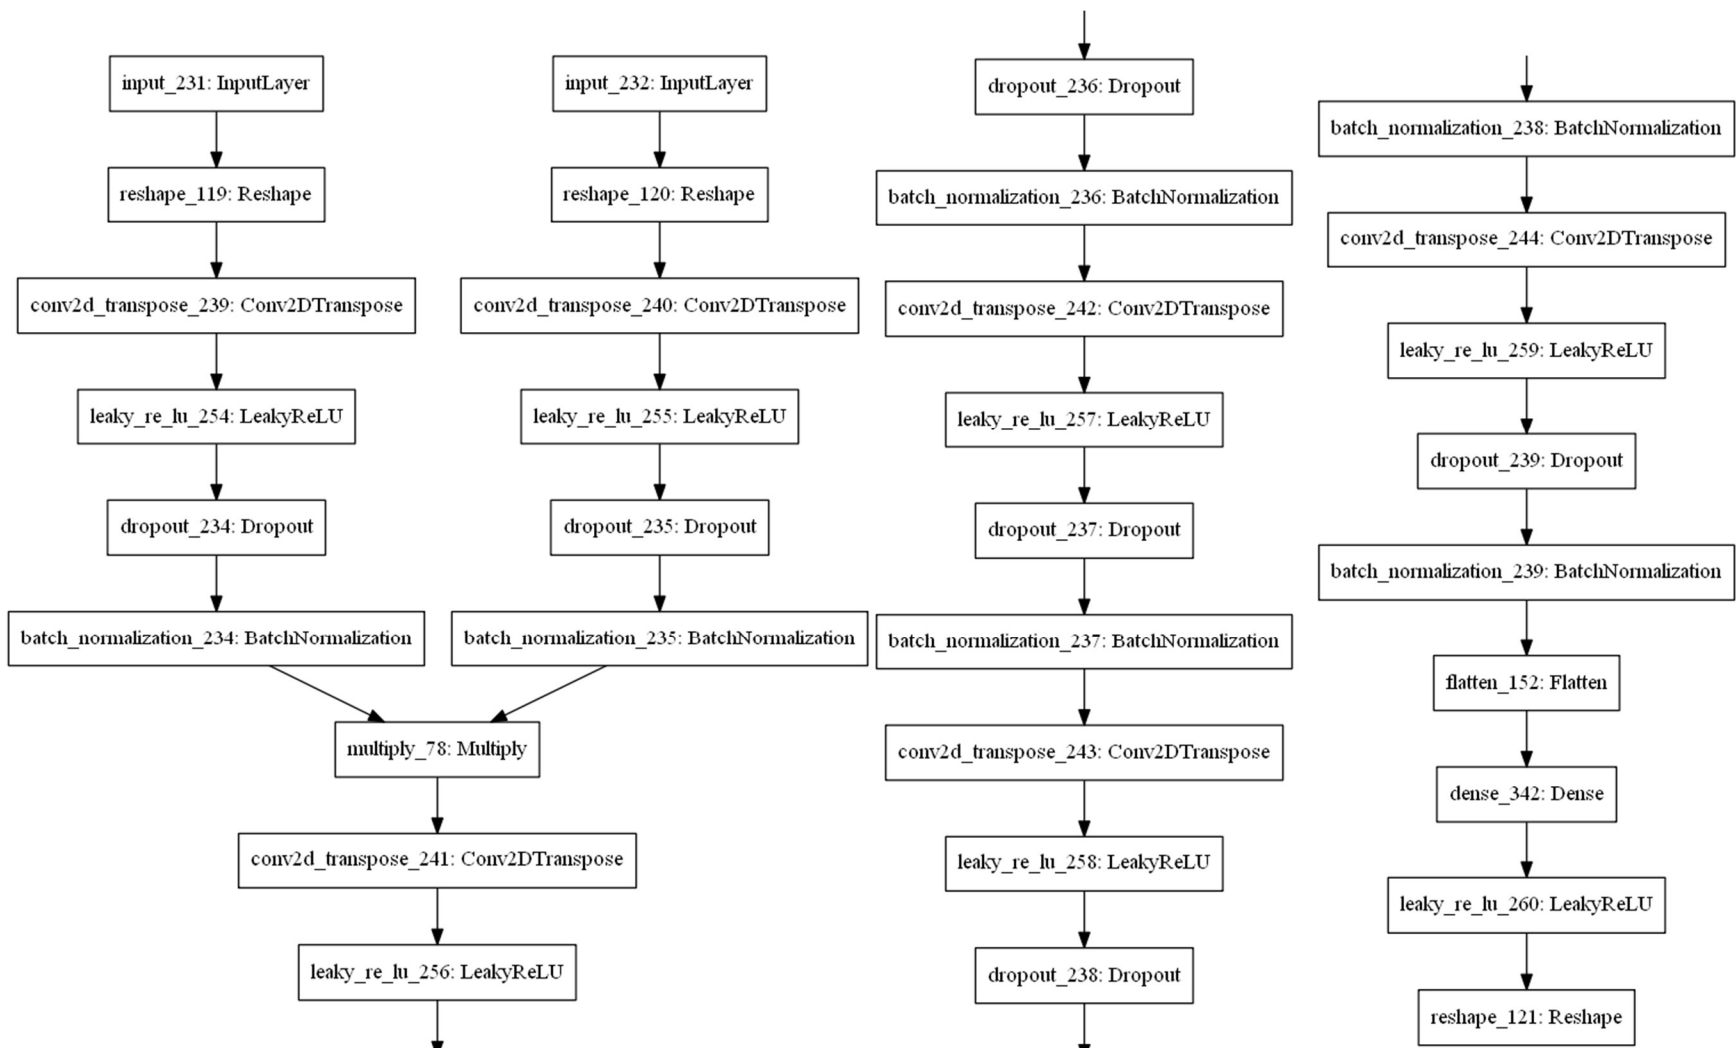 input_231: InputLayer
input_232: InputLayer
reshape_119: Reshape
reshape_120: Reshape
conv2d_transpose_239: Conv2DTranspose
conv2d_transpose_240: Conv2DTranspose
leaky_re_lu_254: LeakyReLU
leaky_re_lu_255: LeakyReLU
dropout_234: Dropout
dropout_235: Dropout
batch_normalization_234: BatchNormalization
batch_normalization_235: BatchNormalization
multiply_78: Multiply
conv2d_transpose_241: Conv2DTranspose
leaky_re_lu_256: LeakyReLU
dropout_236: Dropout
batch_normalization_236: BatchNormalization
conv2d_transpose_242: Conv2DTranspose
leaky_re_lu_257: LeakyReLU
dropout_237: Dropout
batch_normalization_237: BatchNormalization
conv2d_transpose_243: Conv2DTranspose
leaky_re_lu_258: LeakyReLU
dropout_238: Dropout
batch_normalization_238: BatchNormalization
conv2d_transpose_244: Conv2DTranspose
leaky_re_lu_259: LeakyReLU
dropout_239: Dropout
batch_normalization_239: BatchNormalization
flatten_152: Flatten
dense_342: Dense
leaky_re_lu_260: LeakyReLU
reshape_121: Reshape